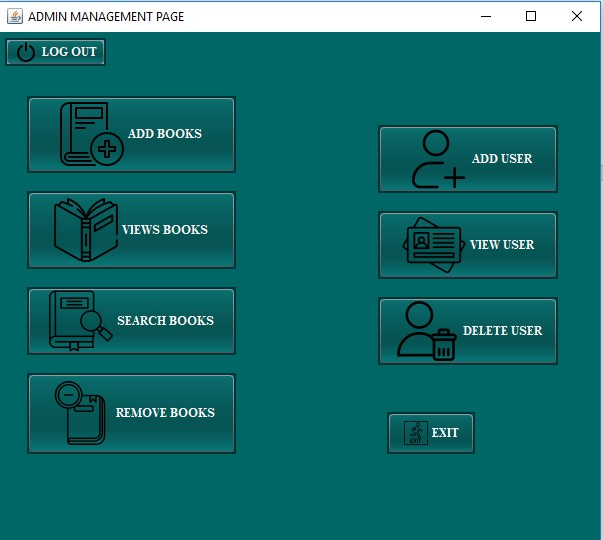 ADMIN MANAGEMENT PAGE
LOG OUT
ADD BOOKS
VIEWS BOOKS
SEARCH BOOKS
REMOVE BOOKS
ADD USER
VIEW USER
DELETE USER
EXIT
EXIT